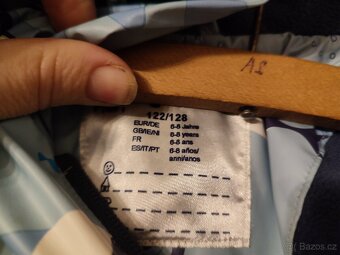 A2
122/128
EUR/DE 6-8 Jahre
GB/IE/NI 6-8 years
FR 6-8 ans
ES/IT/PT 6-8 años/
anni/anos
bazos.cz